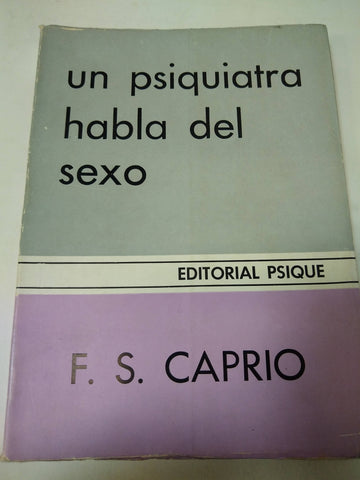 un psiquiatra
habla del
sexo
EDITORIAL PSIQUE
F. S. CAPRIO